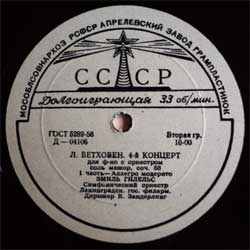 МОСОБЛСОВНАРХОЗ РСФСР АПРЕЛЕВСКИЙ ЗАВОД ГРАМПЛАСТИНОК
СССР
Долгоиграющая 33 об/мин.
ГОСТ 5289-56 Вторая гр.
Д — 04106 10-00
Л. БЕТХОВЕН. 4-й КОНЦЕРТ
для ф-но с оркестром
соль мажор, соч. 58
1 часть—Аллегро модерато
ЭМИЛЬ ГИЛЕЛЬС
Симфонический оркестр
Ленинградск. гос. филарм.
Дирижер К. Зандерлинг